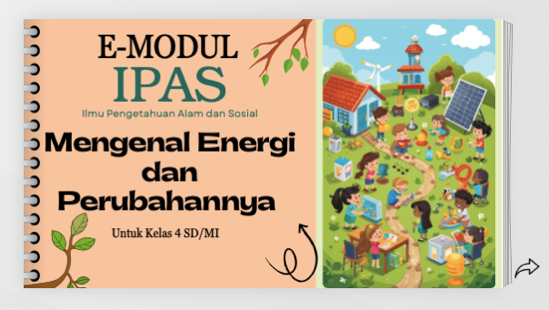 E-MODUL
IPAS
Ilmu Pengetahuan Alam dan Sosial
Mengenal Energi
dan
Perubahannya
Untuk Kelas 4 SD/MI